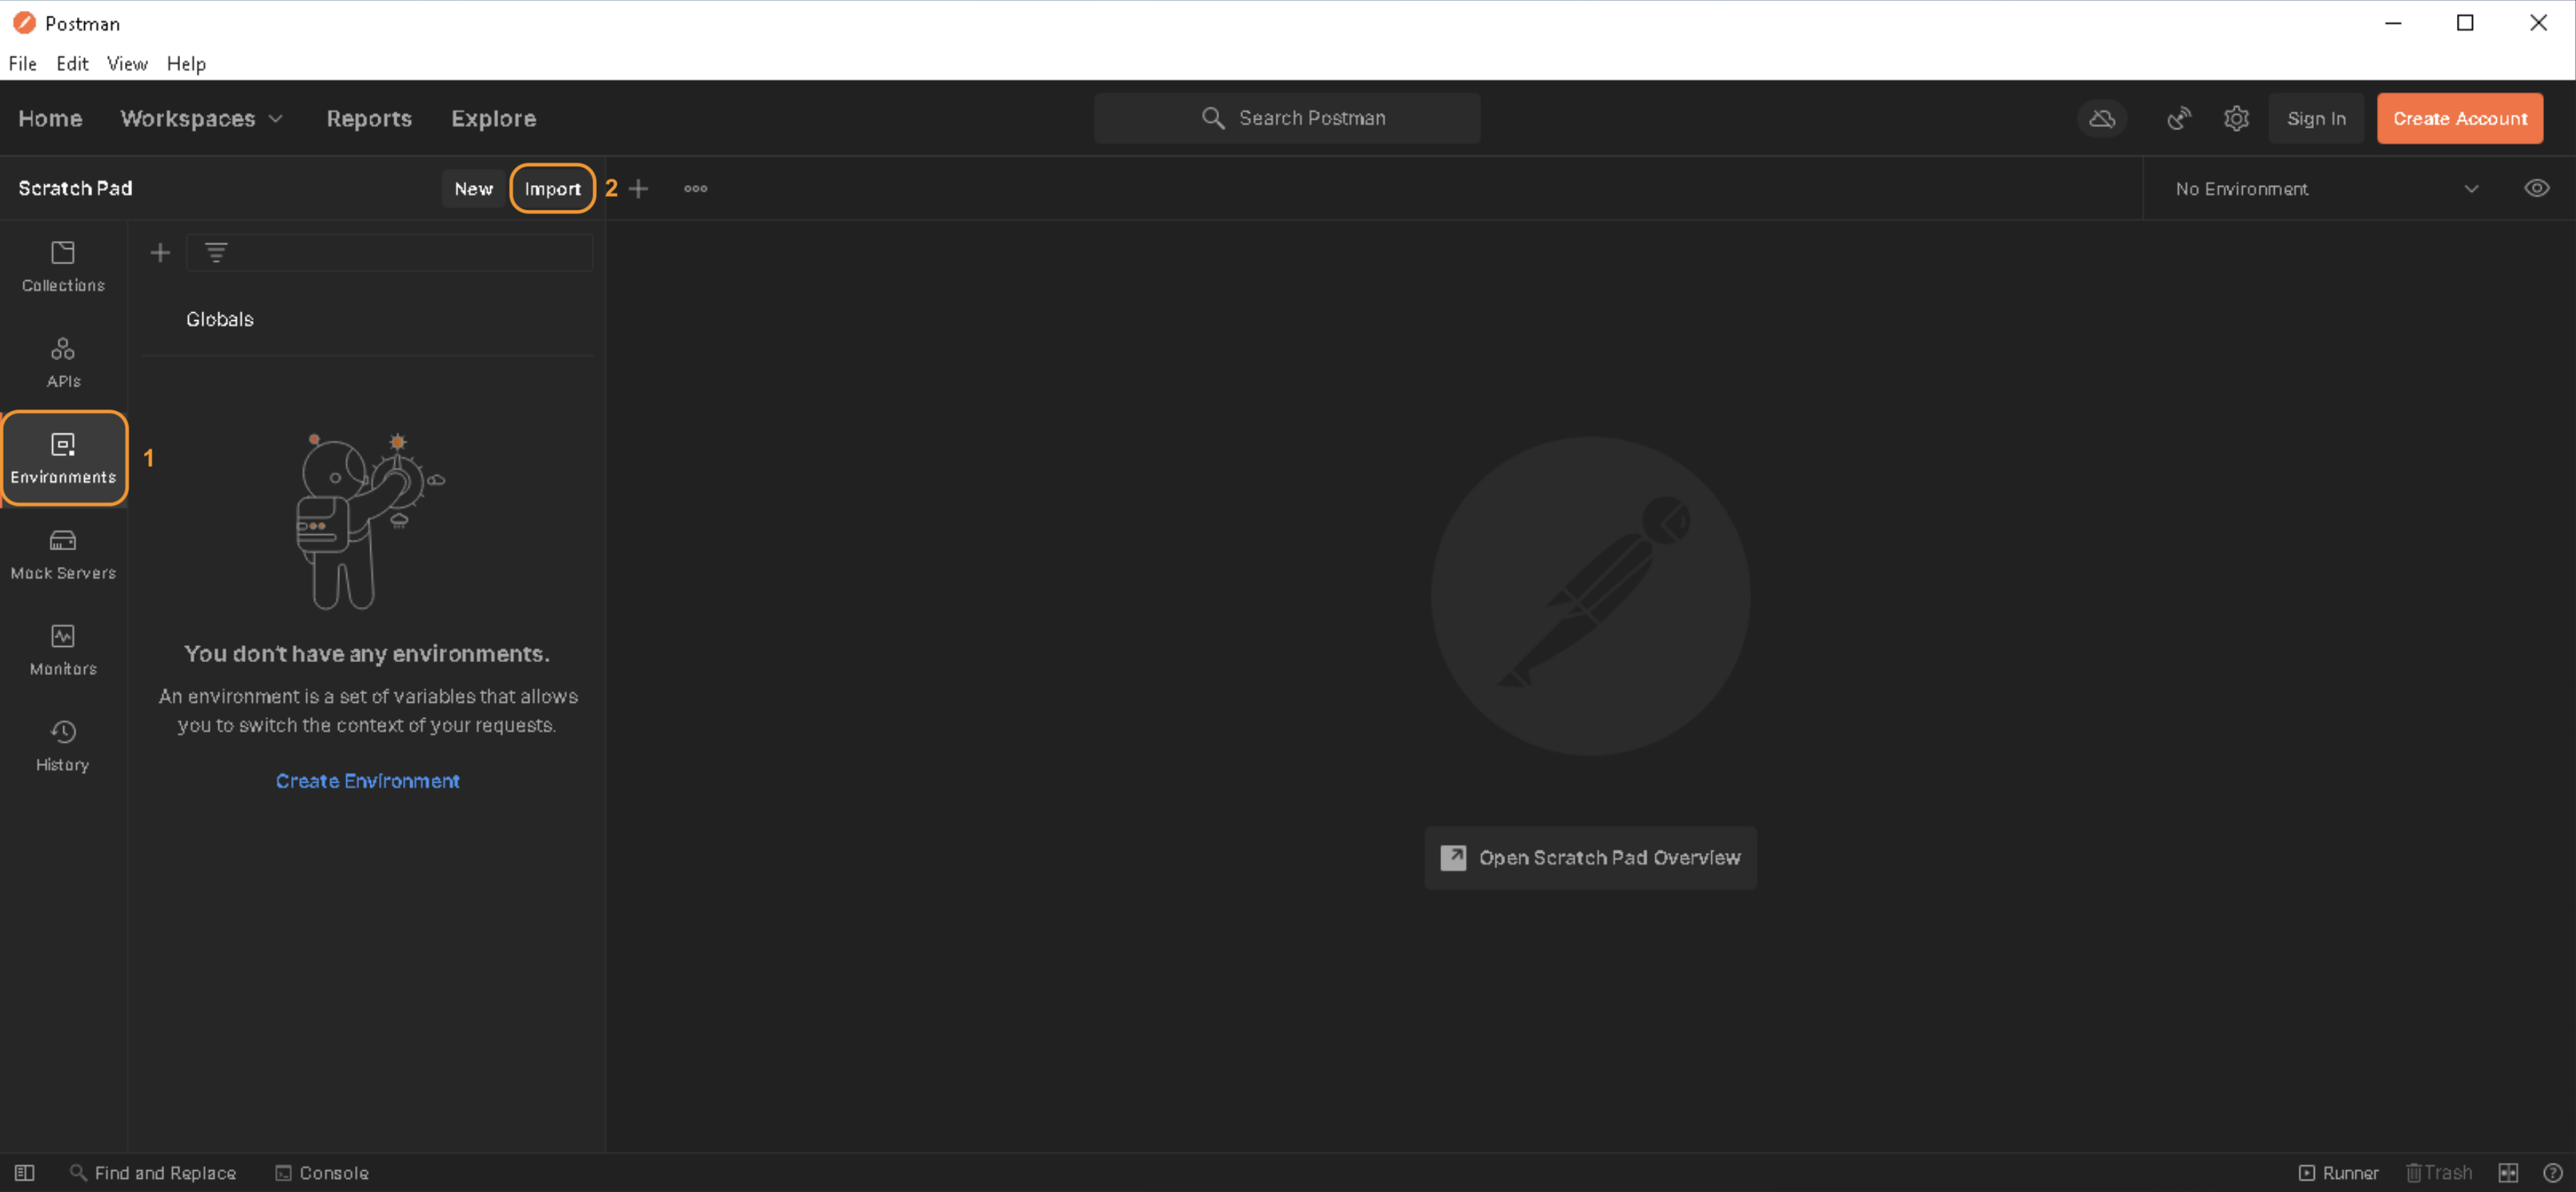 Postman
File Edit View Help
Home Workspaces Reports Explore Search Postman Sign In Create Account
Scratch Pad New Import 2 No Environment
Collections
Globals
APIs
Environments 1
Mock Servers
Monitors
History
You don't have any environments.
An environment is a set of variables that allows
you to switch the context of your requests.
Create Environment
Open Scratch Pad Overview
Find and Replace Console Runner Trash